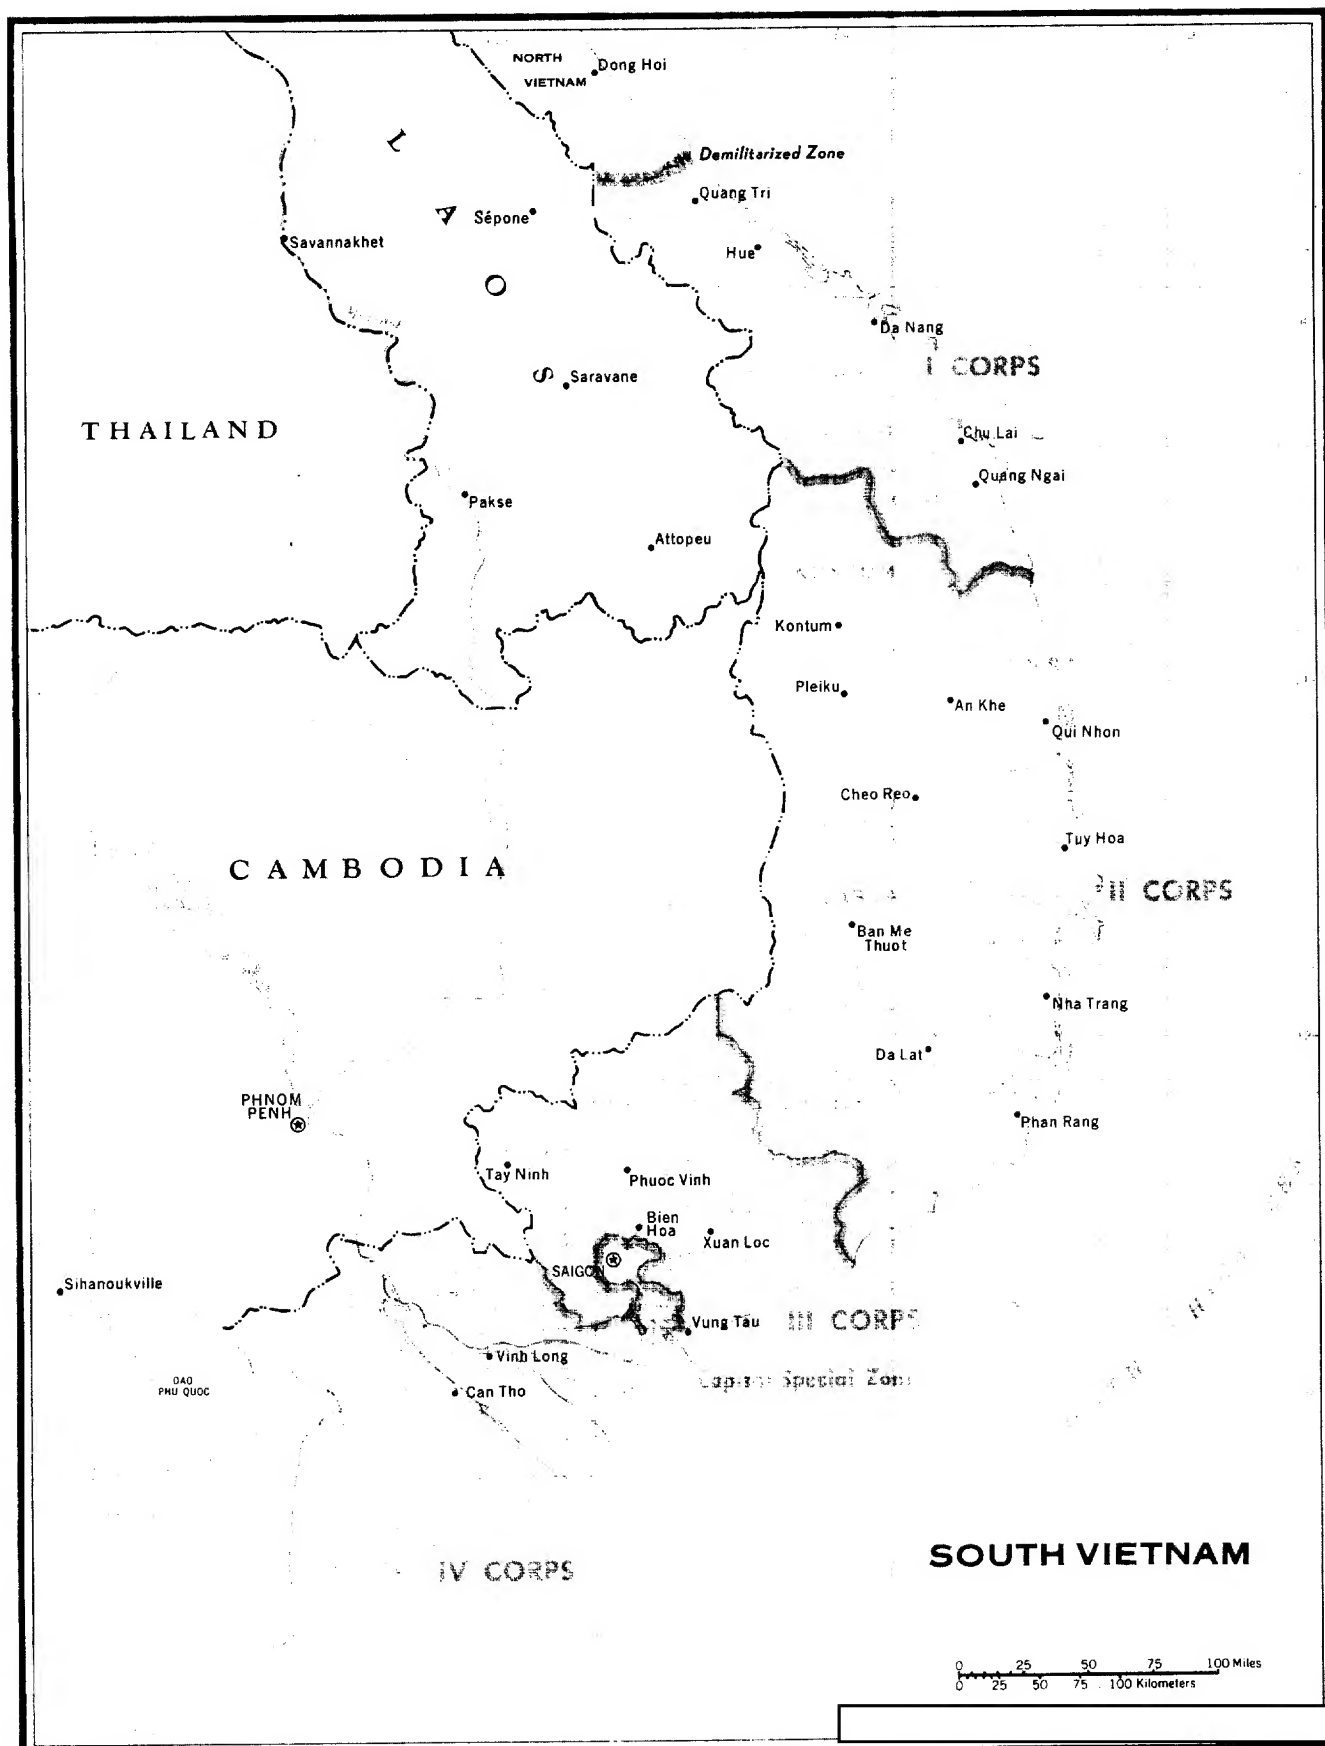 NORTH
VIETNAM
Dong Hoi
LAOS
Demilitarized Zone
Quang Tri
Sépone
Savannakhet
Hue
Da Nang
I CORPS
Saravane
THAILAND
Chu Lai
Quang Ngai
Pakse
Attopeu
Kontum
Pleiku
An Khe
Qui Nhon
Cheo Reo
Tuy Hoa
CAMBODIA
II CORPS
Ban Me
Thuot
Nha Trang
Da Lat
PHNOM
PENH
Phan Rang
Tay Ninh
Phuoc Vinh
Bien
Hoa
Xuan Loc
SAIGON
Sihanoukville
Vung Tau
III CORPS
Vinh Long
Special
DAO
PHU QUOC
Can Tho
SOUTH VIETNAM
IV CORPS
0 25 50 75 100 Miles
0 25 50 75 100 Kilometers